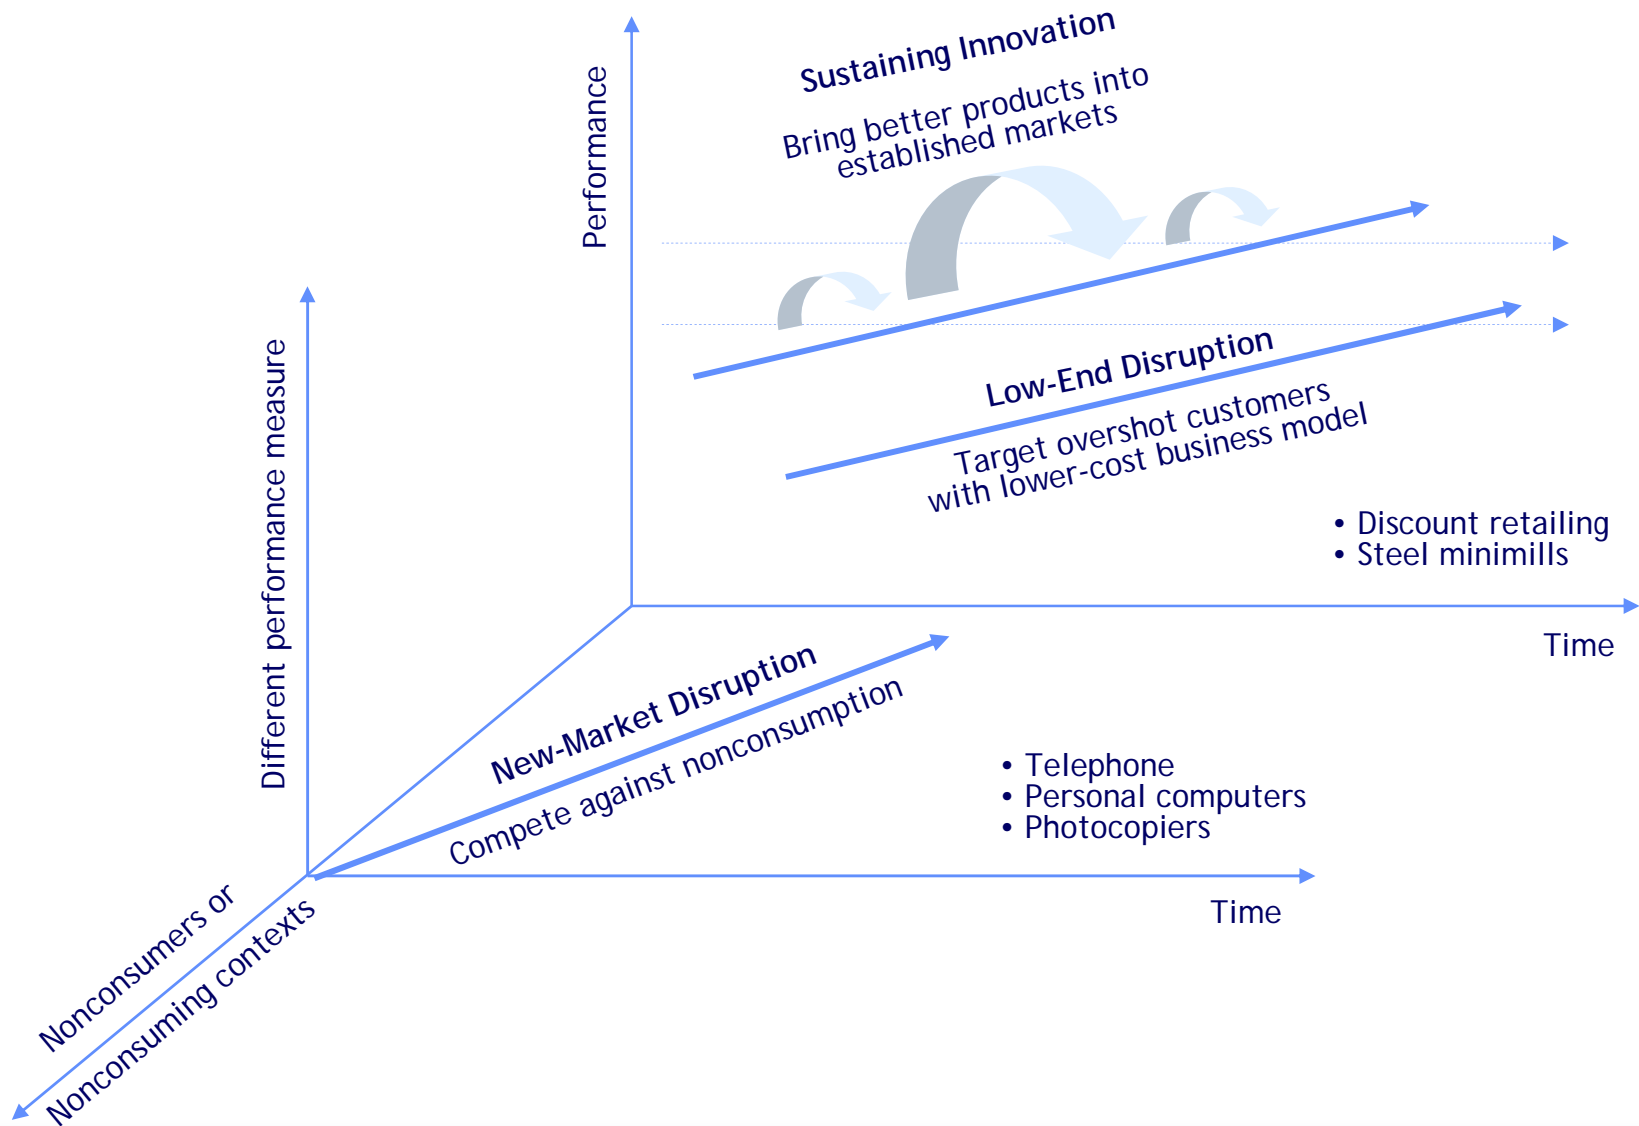 Sustaining Innovation
Bring better products into
established markets
Performance
Low-End Disruption
Target overshot customers
with lower-cost business model
• Discount retailing
• Steel minimills
Time
Different performance measure
New-Market Disruption
Compete against nonconsumption
• Telephone
• Personal computers
• Photocopiers
Time
Nonconsumers or
Nonconsuming contexts